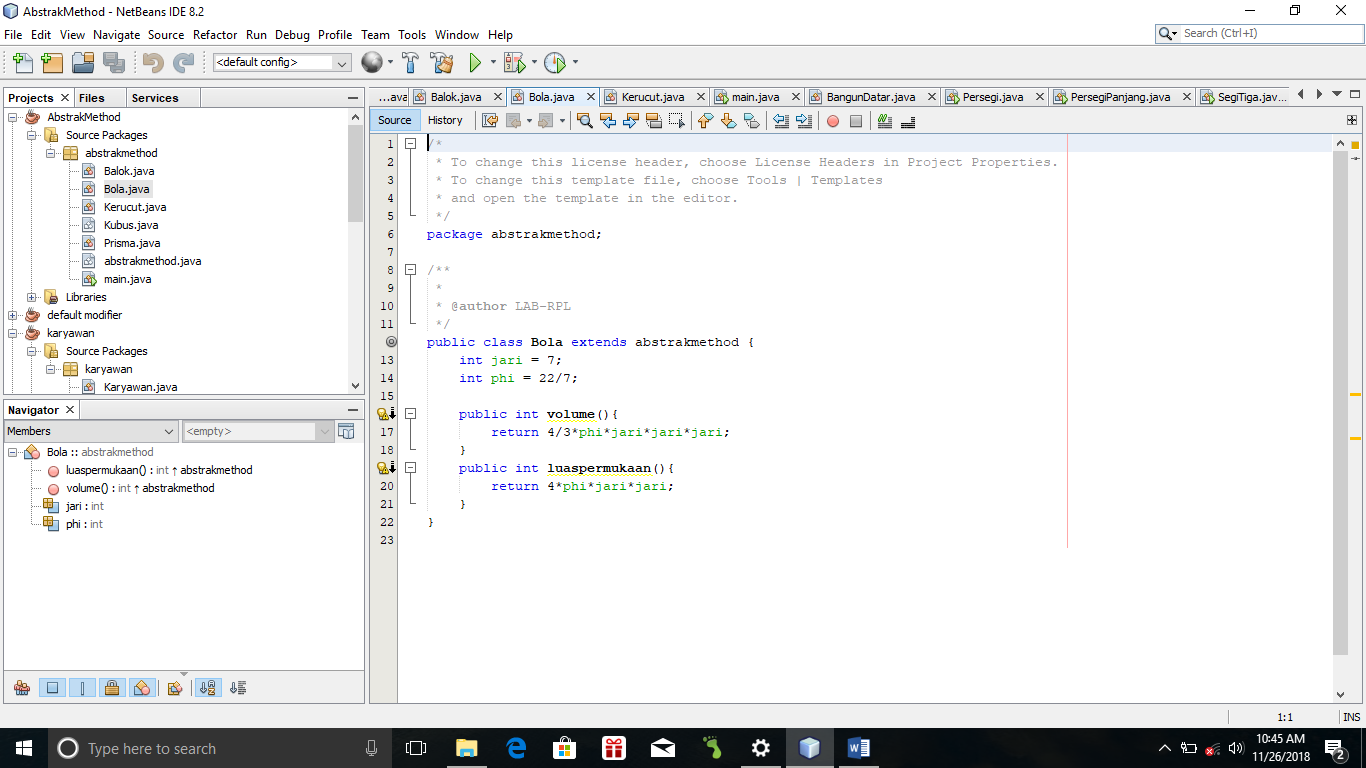 AbstrakMethod - NetBeans IDE 8.2
File Edit View Navigate Source Refactor Run Debug Profile Team Tools Window Help
Search (Ctrl+I)
<default config>
Projects Files Services
AbstrakMethod
Source Packages
abstrakmethod
Balok.java
Bola.java
Kerucut.java
Kubus.java
Prisma.java
abstrakmethod.java
main.java
Libraries
default modifier
karyawan
Source Packages
karyawan
Karyawan.java
Navigator
Members
<empty>
Bola :: abstrakmethod
luaspermukaan() : int ↑ abstrakmethod
volume() : int ↑ abstrakmethod
jari : int
phi : int
...ava Balok.java Bola.java Kerucut.java main.java BangunDatar.java Persegi.java PersegiPanjang.java SegiTiga.jav...
Source History
1 /*
2 * To change this license header, choose License Headers in Project Properties.
3 * To change this template file, choose Tools | Templates
4 * and open the template in the editor.
5 */
6 package abstrakmethod;
7
8 /**
9 *
10 * @author LAB-RPL
11 */
public class Bola extends abstrakmethod {
13 int jari = 7;
14 int phi = 22/7;
15
public int volume(){
17 return 4/3*phi*jari*jari*jari;
18 }
public int luaspermukaan(){
20 return 4*phi*jari*jari;
21 }
22 }
23
1:1 INS
Type here to search
10:45 AM
11/26/2018
2